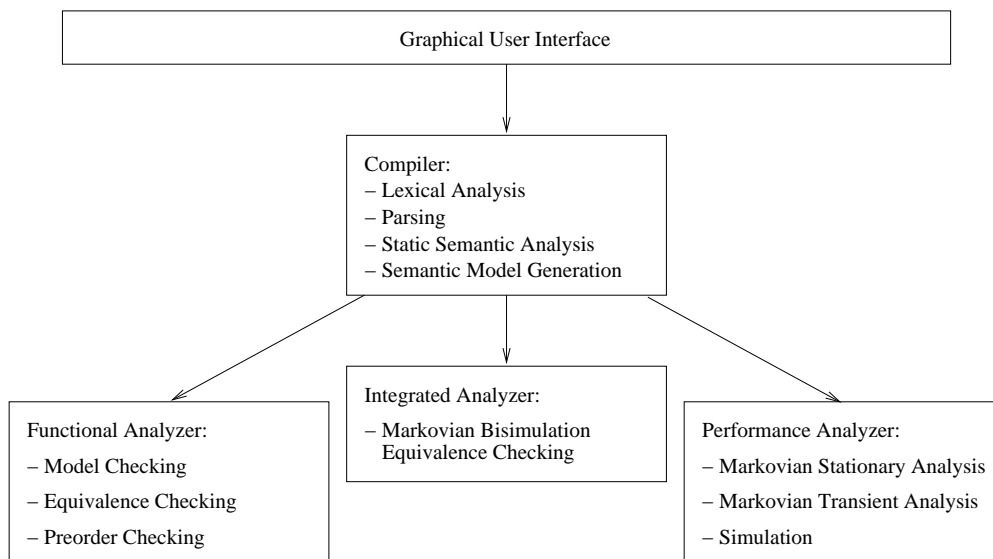 Graphical User Interface
Compiler:
– Lexical Analysis
– Parsing
– Static Semantic Analysis
– Semantic Model Generation
Functional Analyzer:
– Model Checking
– Equivalence Checking
– Preorder Checking
Integrated Analyzer:
– Markovian Bisimulation
Equivalence Checking
Performance Analyzer:
– Markovian Stationary Analysis
– Markovian Transient Analysis
– Simulation